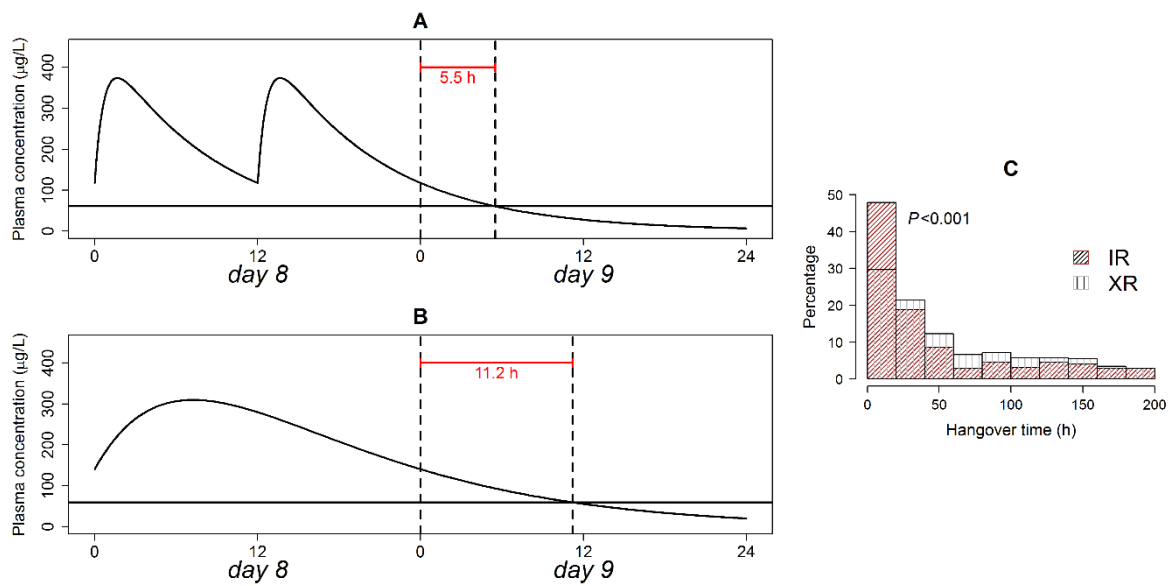 A
Plasma concentration (µg/L)
400
300
200
100
0
5.5 h
0 12 0 12 24
day 8 day 9
B
Plasma concentration (µg/L)
400
300
200
100
0
11.2 h
0 12 0 12 24
day 8 day 9
C
Percentage
50
40
30
20
10
0
P<0.001
IR
XR
0 50 100 150 200
Hangover time (h)